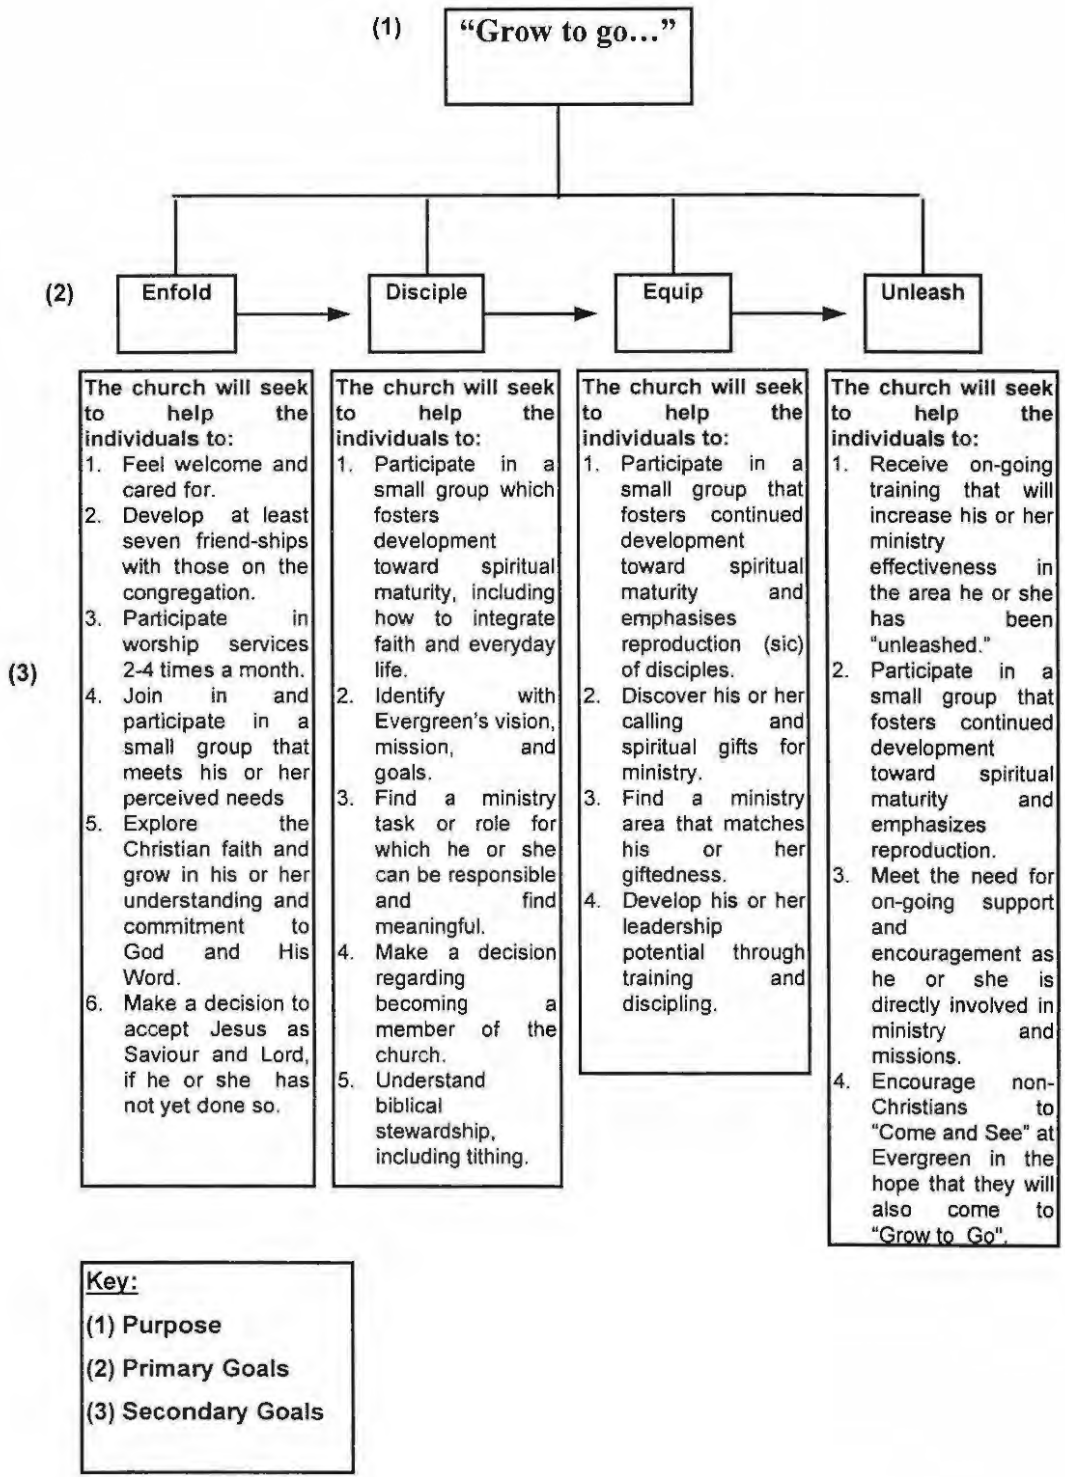 (1)
“Grow to go...”
(2)
Enfold
Disciple
Equip
Unleash
(3)
The church will seek
to help the
individuals to:
1. Feel welcome and
cared for.
2. Develop at least
seven friend-ships
with those on the
congregation.
3. Participate in
worship services
2-4 times a month.
4. Join in and
participate in a
small group that
meets his or her
perceived needs
5. Explore the
Christian faith and
grow in his or her
understanding and
commitment to
God and His
Word.
6. Make a decision to
accept Jesus as
Saviour and Lord,
if he or she has
not yet done so.
The church will seek
to help the
individuals to:
1. Participate in a
small group which
fosters
development
toward spiritual
maturity, including
how to integrate
faith and everyday
life.
2. Identify with
Evergreen's vision,
mission, and
goals.
3. Find a ministry
task or role for
which he or she
can be responsible
and find
meaningful.
4. Make a decision
regarding
becoming a
member of the
church.
5. Understand
biblical
stewardship,
including tithing.
The church will seek
to help the
individuals to:
1. Participate in a
small group that
fosters continued
development
toward spiritual
maturity and
emphasises
reproduction (sic)
of disciples.
2. Discover his or her
calling and
spiritual gifts for
ministry.
3. Find a ministry
area that matches
his or her
giftedness.
4. Develop his or her
leadership
potential through
training and
discipling.
The church will seek
to help the
individuals to:
1. Receive on-going
training that will
increase his or her
ministry
effectiveness in
the area he or she
has been
"unleashed."
2. Participate in a
small group that
fosters continued
development
toward spiritual
maturity and
emphasizes
reproduction.
3. Meet the need for
on-going support
and
encouragement as
he or she is
directly involved in
ministry and
missions.
4. Encourage non-
Christians to
"Come and See" at
Evergreen in the
hope that they will
also come to
"Grow to Go".
Key:
(1) Purpose
(2) Primary Goals
(3) Secondary Goals